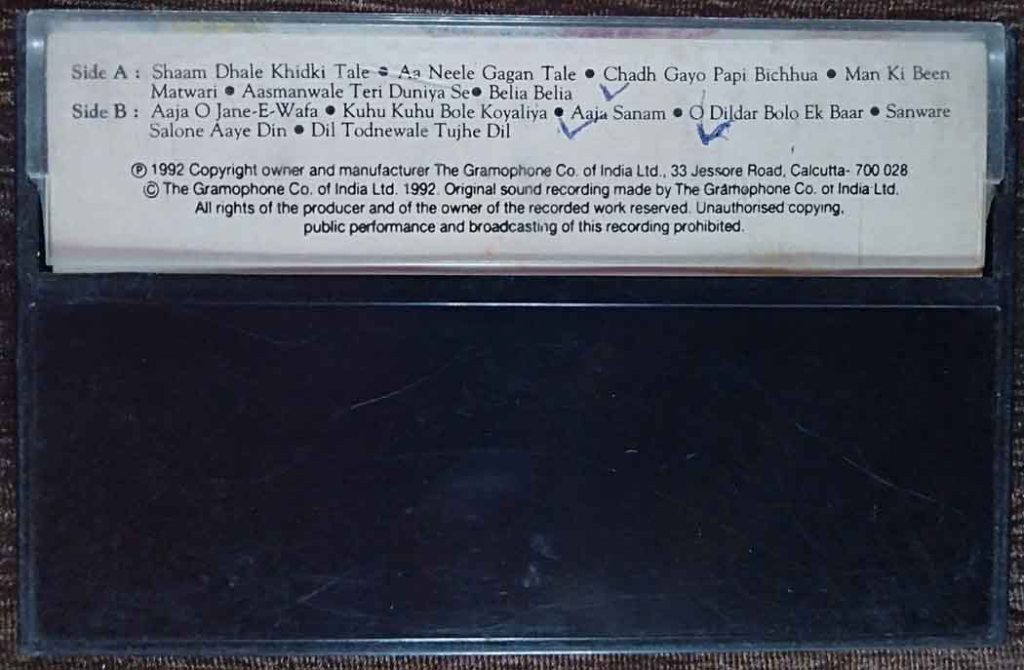 Side A : Shaam Dhale Khidki Tale • Aa Neele Gagan Tale • Chadh Gayo Papi Bichhua • Man Ki Been
Matwari • Aasmanwale Teri Duniya Se • Belia Belia
Side B : Aaja O Jane-E-Wafa • Kuhu Kuhu Bole Koyaliya • Aaja Sanam • O Dildar Bolo Ek Baar • Sanware
Salone Aaye Din • Dil Todnewale Tujhe Dil
Ⓟ 1992 Copyright owner and manufacturer The Gramophone Co. of India Ltd., 33 Jessore Road, Calcutta- 700 028
© The Gramophone Co. of India Ltd. 1992. Original sound recording made by The Gramophone Co. of India Ltd.
All rights of the producer and of the owner of the recorded work reserved. Unauthorised copying,
public performance and broadcasting of this recording prohibited.